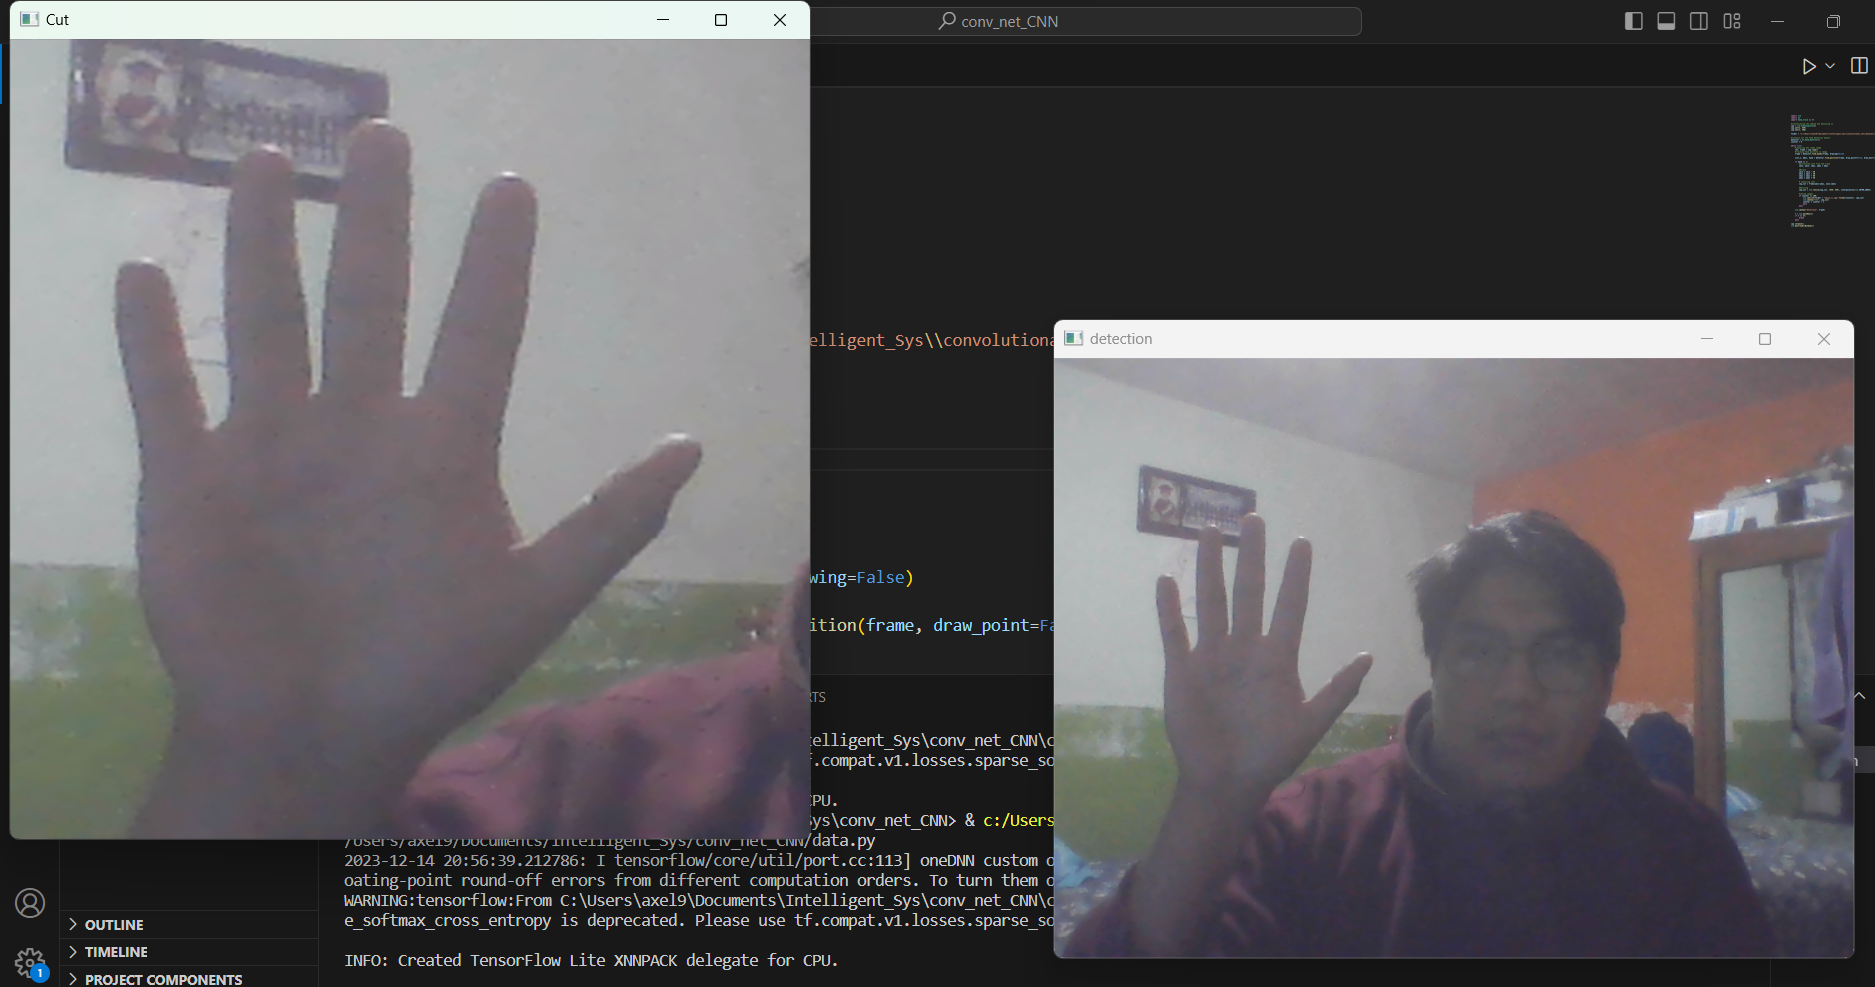 Cut
conv_net_CNN
elligent_Sys\\convolutiona
detection
wing=False)
ition(frame, draw_point=Fa
RTS
elligent_Sys\conv_net_CNN\c
f.compat.v1.losses.sparse_so
CPU.
Sys\conv_net_CNN> & c:/Users
/Users/axel9/Documents/Intelligent_Sys/conv_net_CNN/data.py
2023-12-14 20:56:39.212786: I tensorflow/core/util/port.cc:113] oneDNN custom o
oating-point round-off errors from different computation orders. To turn them o
WARNING:tensorflow:From C:\Users\axel9\Documents\Intelligent_Sys\conv_net_CNN\c
e_softmax_cross_entropy is deprecated. Please use tf.compat.v1.losses.sparse_so
INFO: Created TensorFlow Lite XNNPACK delegate for CPU.
OUTLINE
TIMELINE
1
PROJECT COMPONENTS